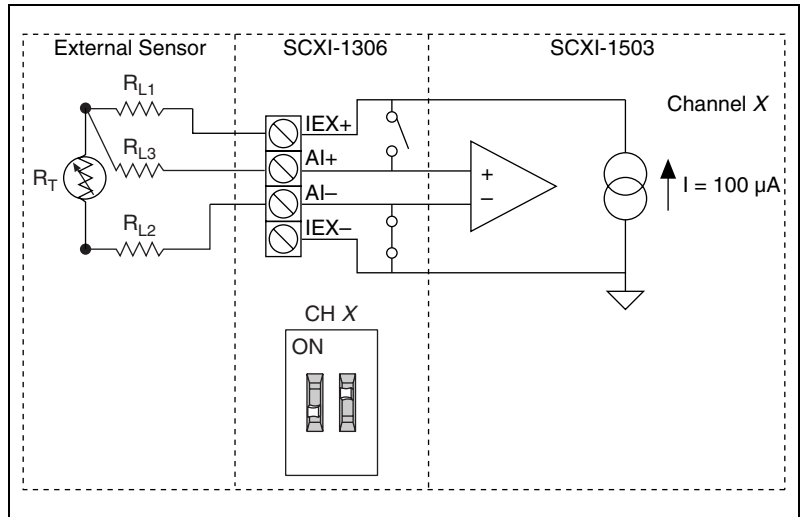 External Sensor
SCXI-1306
SCXI-1503
RL1
IEX+
Channel X
RL3
AI+
RT
+
I = 100 µA
AI–
–
RL2
IEX–
CH X
ON